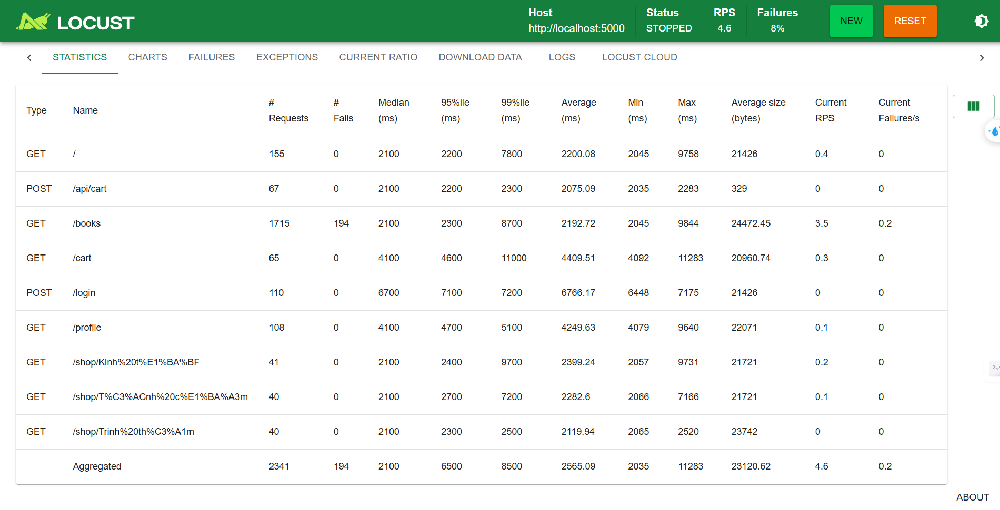 LOCUST
Host
http://localhost:5000
Status
STOPPED
RPS
4.6
Failures
8%
NEW
RESET
STATISTICS CHARTS FAILURES EXCEPTIONS CURRENT RATIO DOWNLOAD DATA LOGS LOCUST CLOUD
Type Name # Requests # Fails Median (ms) 95%ile (ms) 99%ile (ms) Average (ms) Min (ms) Max (ms) Average size (bytes) Current RPS Current Failures/s
GET / 155 0 2100 2200 7800 2200.08 2045 9758 21426 0.4 0
POST /api/cart 67 0 2100 2200 2300 2075.09 2035 2283 329 0 0
GET /books 1715 194 2100 2300 8700 2192.72 2045 9844 24472.45 3.5 0.2
GET /cart 65 0 4100 4600 11000 4409.51 4092 11283 20960.74 0.3 0
POST /login 110 0 6700 7100 7200 6766.17 6448 7175 21426 0 0
GET /profile 108 0 4100 4700 5100 4249.63 4079 9640 22071 0.1 0
GET /shop/Kinh%20t%E1%BA%BF 41 0 2100 2400 9700 2399.24 2057 9731 21721 0.2 0
GET /shop/T%C3%ACnh%20c%E1%BA%A3m 40 0 2100 2700 7200 2282.6 2066 7166 21721 0.1 0
GET /shop/Trinh%20th%C3%A1m 40 0 2100 2300 2500 2119.94 2065 2520 23742 0 0
Aggregated 2341 194 2100 6500 8500 2565.09 2035 11283 23120.62 4.6 0.2
ABOUT